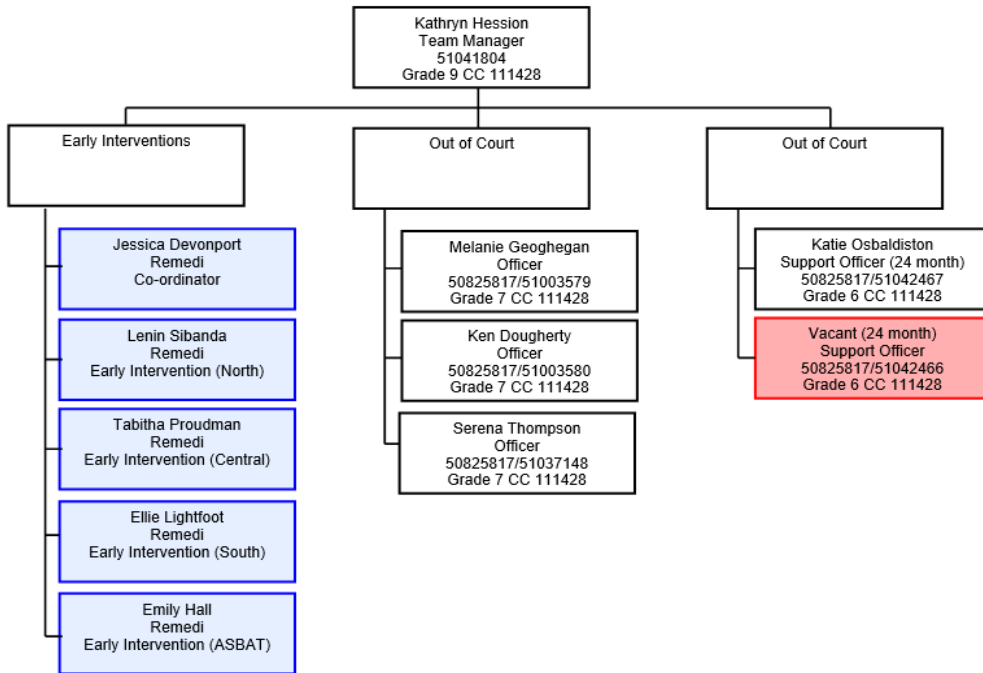 Kathryn Hession
Team Manager
51041804
Grade 9 CC 111428
Early Interventions
Jessica Devonport
Remedi
Co-ordinator
Lenin Sibanda
Remedi
Early Intervention (North)
Tabitha Proudman
Remedi
Early Intervention (Central)
Ellie Lightfoot
Remedi
Early Intervention (South)
Emily Hall
Remedi
Early Intervention (ASBAT)
Out of Court
Melanie Geoghegan
Officer
50825817/51003579
Grade 7 CC 111428
Ken Dougherty
Officer
50825817/51003580
Grade 7 CC 111428
Serena Thompson
Officer
50825817/51037148
Grade 7 CC 111428
Out of Court
Katie Osbaldiston
Support Officer (24 month)
50825817/51042467
Grade 6 CC 111428
Vacant (24 month)
Support Officer
50825817/51042466
Grade 6 CC 111428